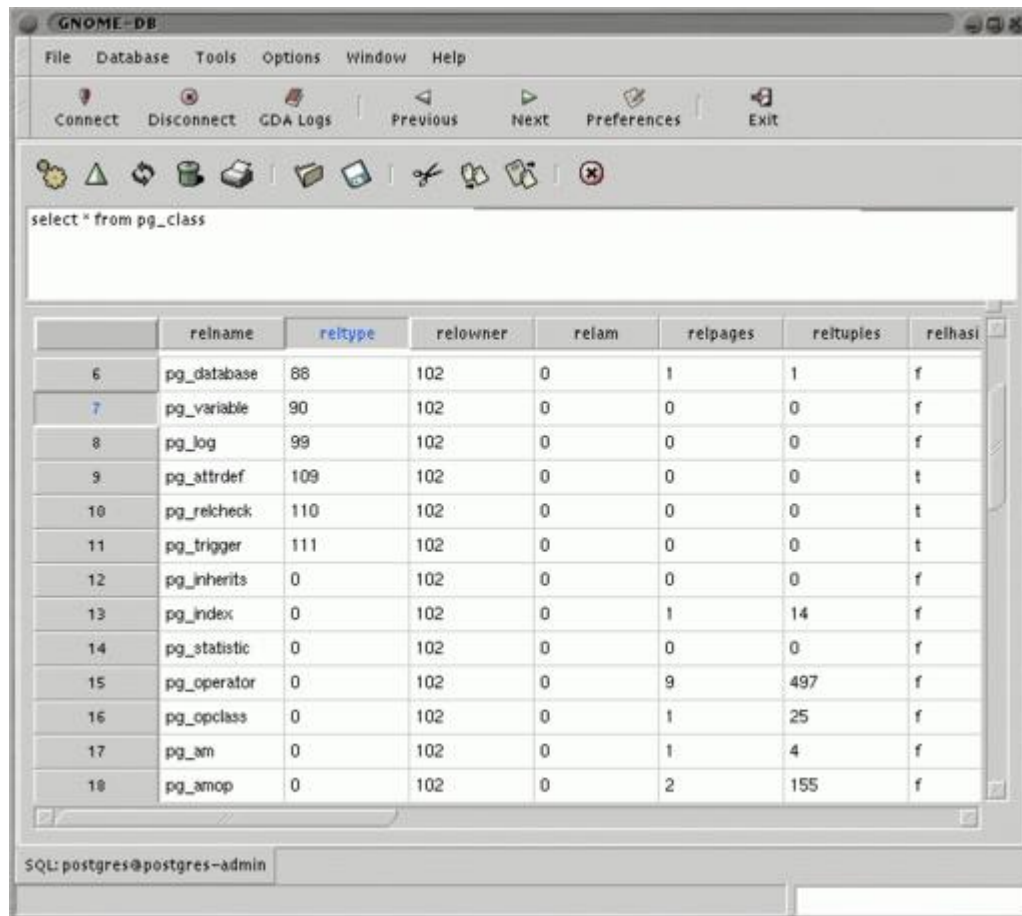 GNOME-DB
File Database Tools Options Window Help
Connect Disconnect GDA Logs Previous Next Preferences Exit
select * from pg_class
relname reltype relowner relam relpages reltuples relhasi
6 pg_database 88 102 0 1 1 f
7 pg_variable 90 102 0 0 0 f
8 pg_log 99 102 0 0 0 f
9 pg_attrdef 109 102 0 0 0 t
10 pg_relcheck 110 102 0 0 0 t
11 pg_trigger 111 102 0 0 0 t
12 pg_inherits 0 102 0 0 0 f
13 pg_index 0 102 0 1 14 f
14 pg_statistic 0 102 0 0 0 f
15 pg_operator 0 102 0 9 497 f
16 pg_opclass 0 102 0 1 25 f
17 pg_am 0 102 0 1 4 f
18 pg_amop 0 102 0 2 155 f
SQL: postgres@postgres-admin